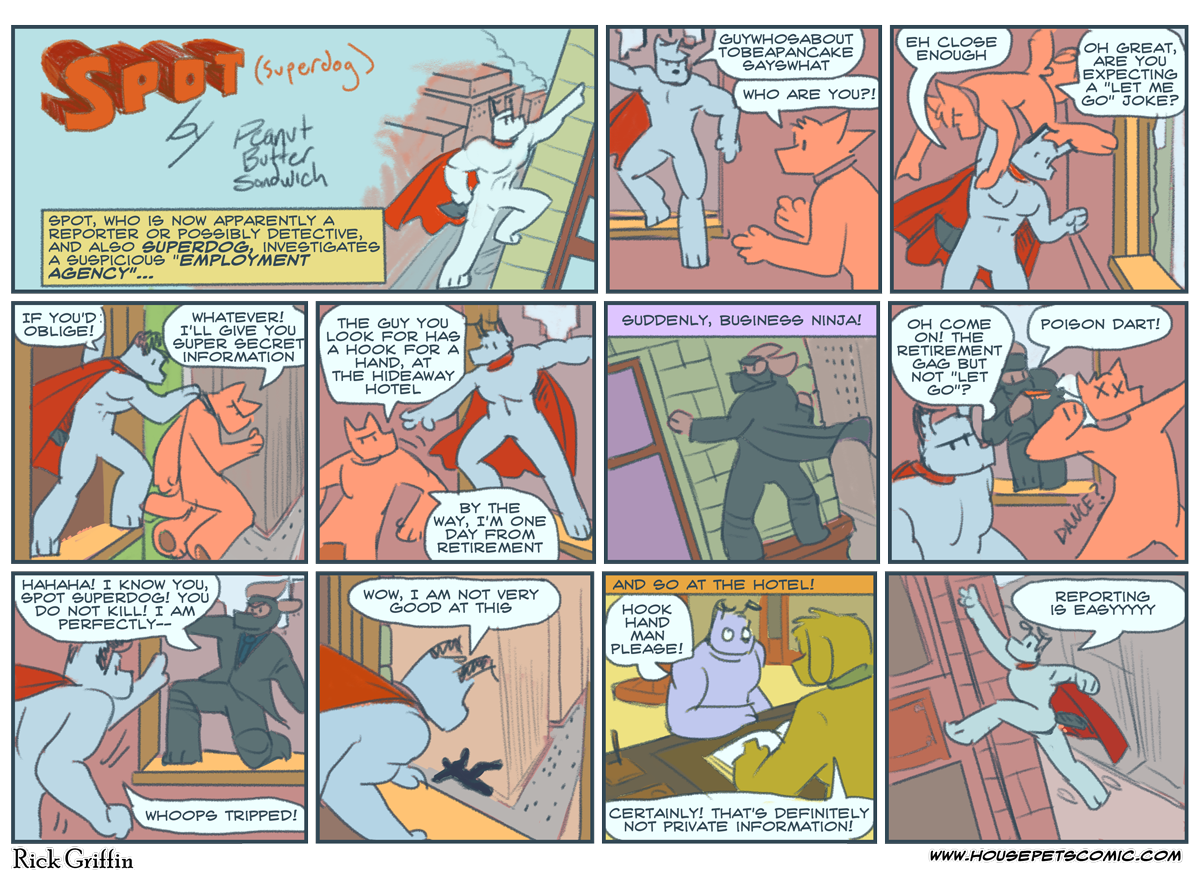 SPOT (superdog)
by Peanut
Butter
Sandwich
SPOT, WHO IS NOW APPARENTLY A
REPORTER OR POSSIBLY DETECTIVE,
AND ALSO SUPERDOG, INVESTIGATES
A SUSPICIOUS "EMPLOYMENT
AGENCY"...
GUYWHOSABOUT
TOBEAPANCAKE
SAYSWHAT
WHO ARE YOU?!
EH CLOSE
ENOUGH
OH GREAT,
ARE YOU
EXPECTING
A "LET ME
GO" JOKE?
IF YOU'D
OBLIGE!
WHATEVER!
I'LL GIVE YOU
SUPER SECRET
INFORMATION
THE GUY YOU
LOOK FOR HAS
A HOOK FOR A
HAND, AT
THE HIDEAWAY
HOTEL
BY THE
WAY, I'M ONE
DAY FROM
RETIREMENT
SUDDENLY, BUSINESS NINJA!
OH COME
ON! THE
RETIREMENT
GAG BUT
NOT "LET
GO"?
POISON DART!
DANCE?
HAHAHA! I KNOW YOU,
SPOT SUPERDOG! YOU
DO NOT KILL! I AM
PERFECTLY--
WHOOPS TRIPPED!
WOW, I AM NOT VERY
GOOD AT THIS
AND SO AT THE HOTEL!
HOOK
HAND
MAN
PLEASE!
CERTAINLY! THAT'S DEFINITELY
NOT PRIVATE INFORMATION!
REPORTING
IS EASYYYYY
Rick Griffin
WWW.HOUSEPETSCOMIC.COM